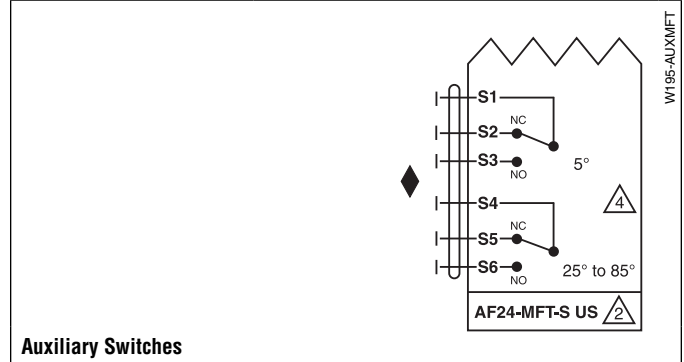 W195-AUXMFT
S1
NC
S2
S3
NO
5°
4
S4
NC
S5
S6
NO
25° to 85°
AF24-MFT-S US 2
Auxiliary Switches